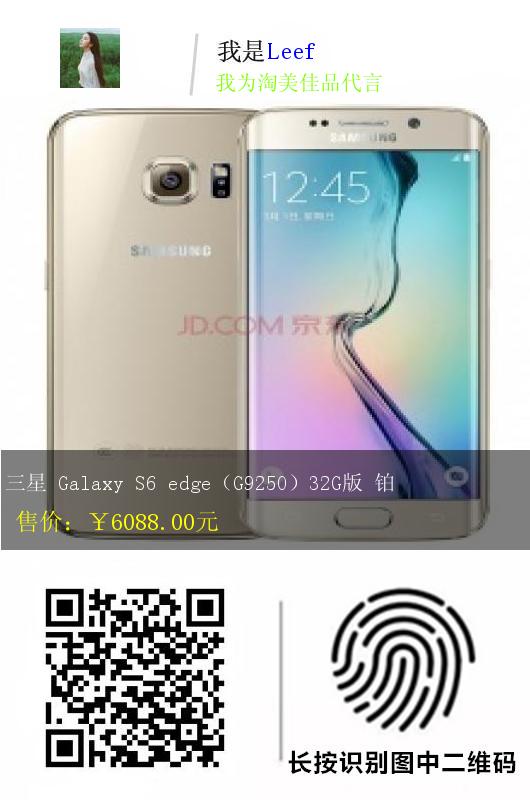 我是Leef
我为淘美佳品代言
SAMSUNG
12:45
SAMSUNG
JD.COM 京东
三星 Galaxy S6 edge（G9250）32G版 铂
售价：￥6088.00元
长按识别图中二维码